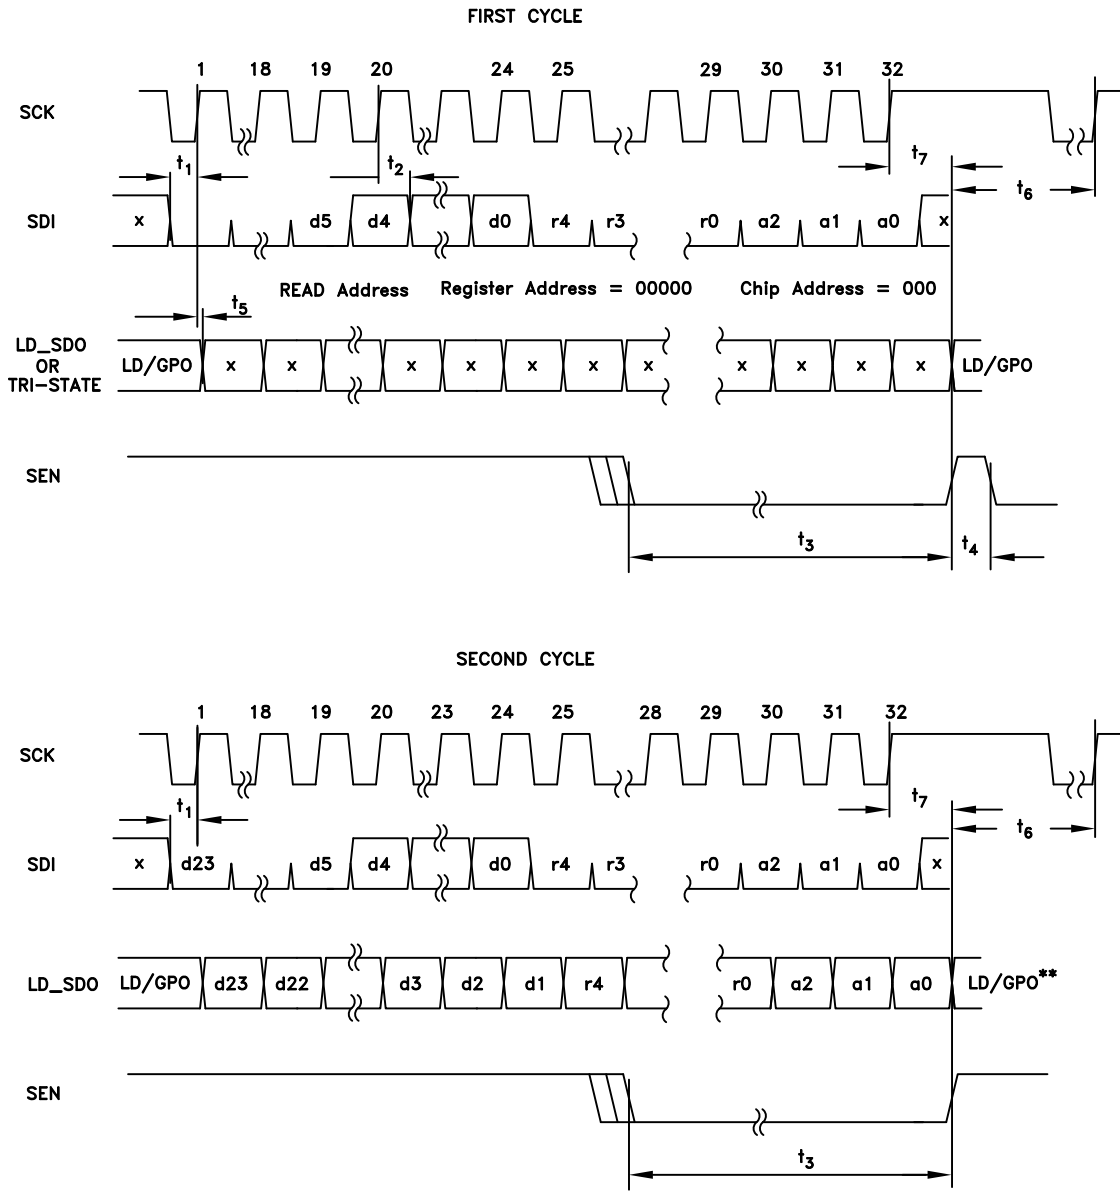 FIRST CYCLE
1 18 19 20 24 25 29 30 31 32
SCK
t1 t2 t7 t6
SDI x d5 d4 d0 r4 r3 r0 a2 a1 a0 x
READ Address Register Address = 00000 Chip Address = 000
t5
LD_SDO
OR
TRI-STATE
LD/GPO x x x x x x x x x x x LD/GPO
SEN
t3 t4
SECOND CYCLE
1 18 19 20 23 24 25 28 29 30 31 32
SCK
t1 t7 t6
SDI x d23 d5 d4 d0 r4 r3 r0 a2 a1 a0 x
LD_SDO LD/GPO d23 d22 d3 d2 d1 r4 r0 a2 a1 a0 LD/GPO**
SEN
t3